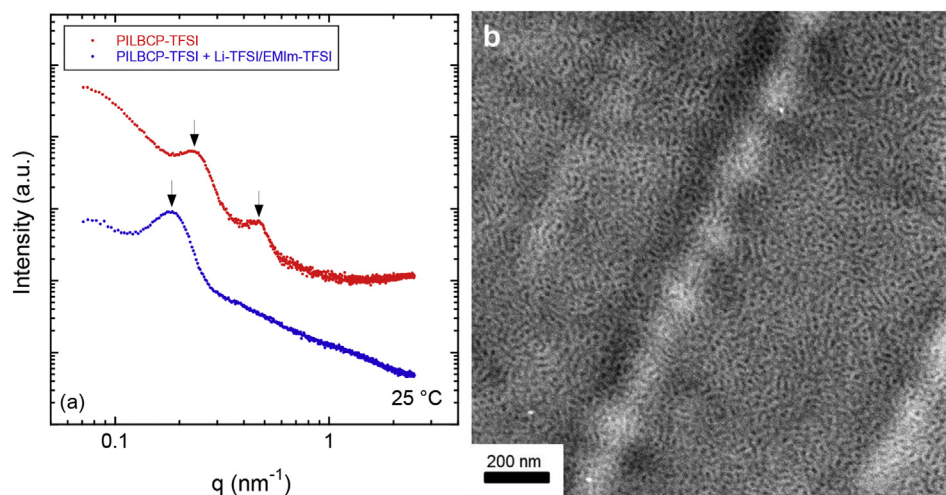 PILBCP-TFSI
PILBCP-TFSI + Li-TFSI/EMIm-TFSI
Intensity (a.u.)
(a)
25 °C
0.1
1
q (nm⁻¹)
b
200 nm